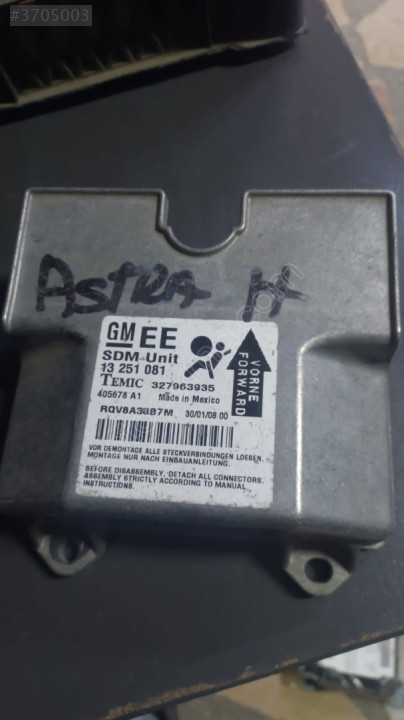 #3705003
ASTRA H
.com
GM EE
SDM-Unit
13 251 081
TEMIC 327963935
405678 A1 Made in Mexico
RQV8A36B7M 30/01/08 00
VORNE
FORWARD
VOR DEMONTAGE ALLE STECKVERBINDUNGEN LOESEN.
MONTAGE NUR NACH EINBAUANLEITUNG.
BEFORE DISASSEMBLY, DETACH ALL CONNECTORS.
ASSEMBLY STRICTLY ACCORDING TO MANUAL
INSTRUCTIONS.